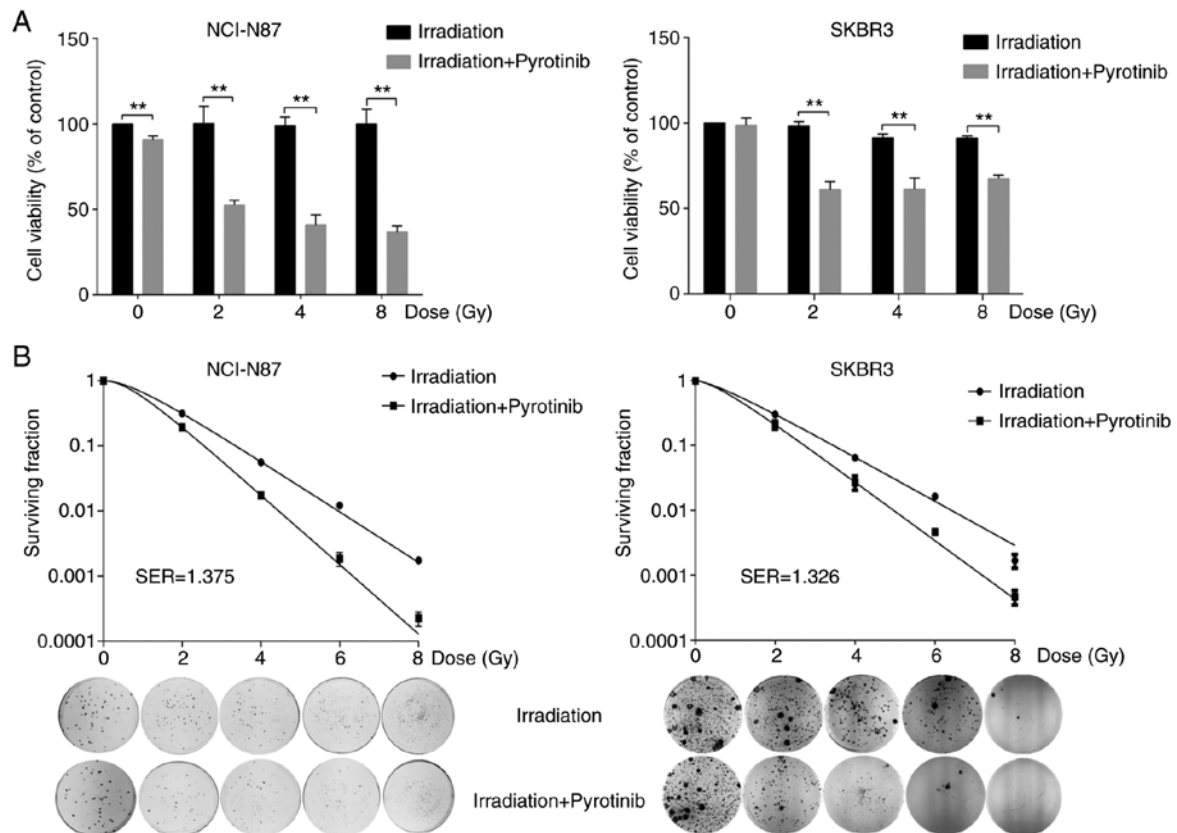 A
NCI-N87
Irradiation
Irradiation+Pyrotinib
Cell viability (% of control)
150
100
50
0
** ** ** **
0 2 4 8 Dose (Gy)
SKBR3
Irradiation
Irradiation+Pyrotinib
Cell viability (% of control)
150
100
50
0
** ** **
0 2 4 8 Dose (Gy)
B
NCI-N87
Irradiation
Irradiation+Pyrotinib
Surviving fraction
1
0.1
0.01
0.001
0.0001
SER=1.375
0 2 4 6 8 Dose (Gy)
SKBR3
Irradiation
Irradiation+Pyrotinib
Surviving fraction
1
0.1
0.01
0.001
0.0001
SER=1.326
0 2 4 6 8 Dose (Gy)
Irradiation
Irradiation+Pyrotinib